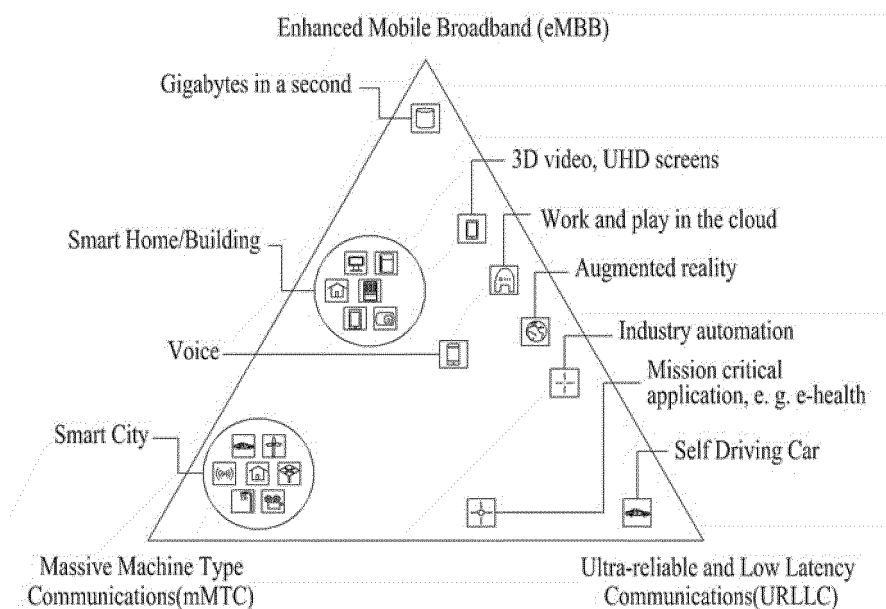 Enhanced Mobile Broadband (eMBB)
Gigabytes in a second
3D video, UHD screens
Work and play in the cloud
Smart Home/Building
Augmented reality
Industry automation
Voice
Mission critical
application, e. g. e-health
Smart City
Self Driving Car
Massive Machine Type
Communications(mMTC)
Ultra-reliable and Low Latency
Communications(URLLC)